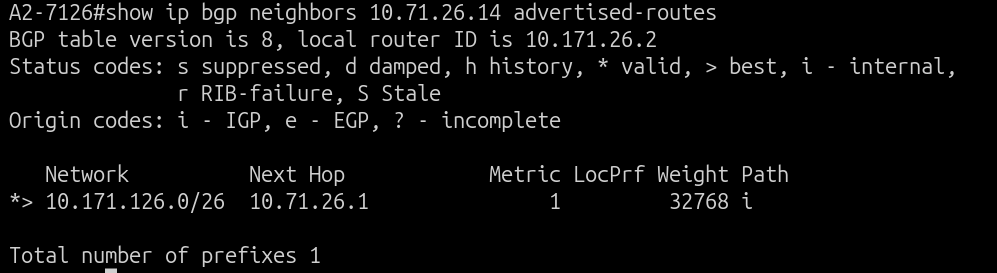 A2-7126#show ip bgp neighbors 10.71.26.14 advertised-routes
BGP table version is 8, local router ID is 10.171.26.2
Status codes: s suppressed, d damped, h history, * valid, > best, i - internal,
              r RIB-failure, S Stale
Origin codes: i - IGP, e - EGP, ? - incomplete

   Network          Next Hop            Metric LocPrf Weight Path
*> 10.171.126.0/26  10.71.26.1               1         32768 i

Total number of prefixes 1